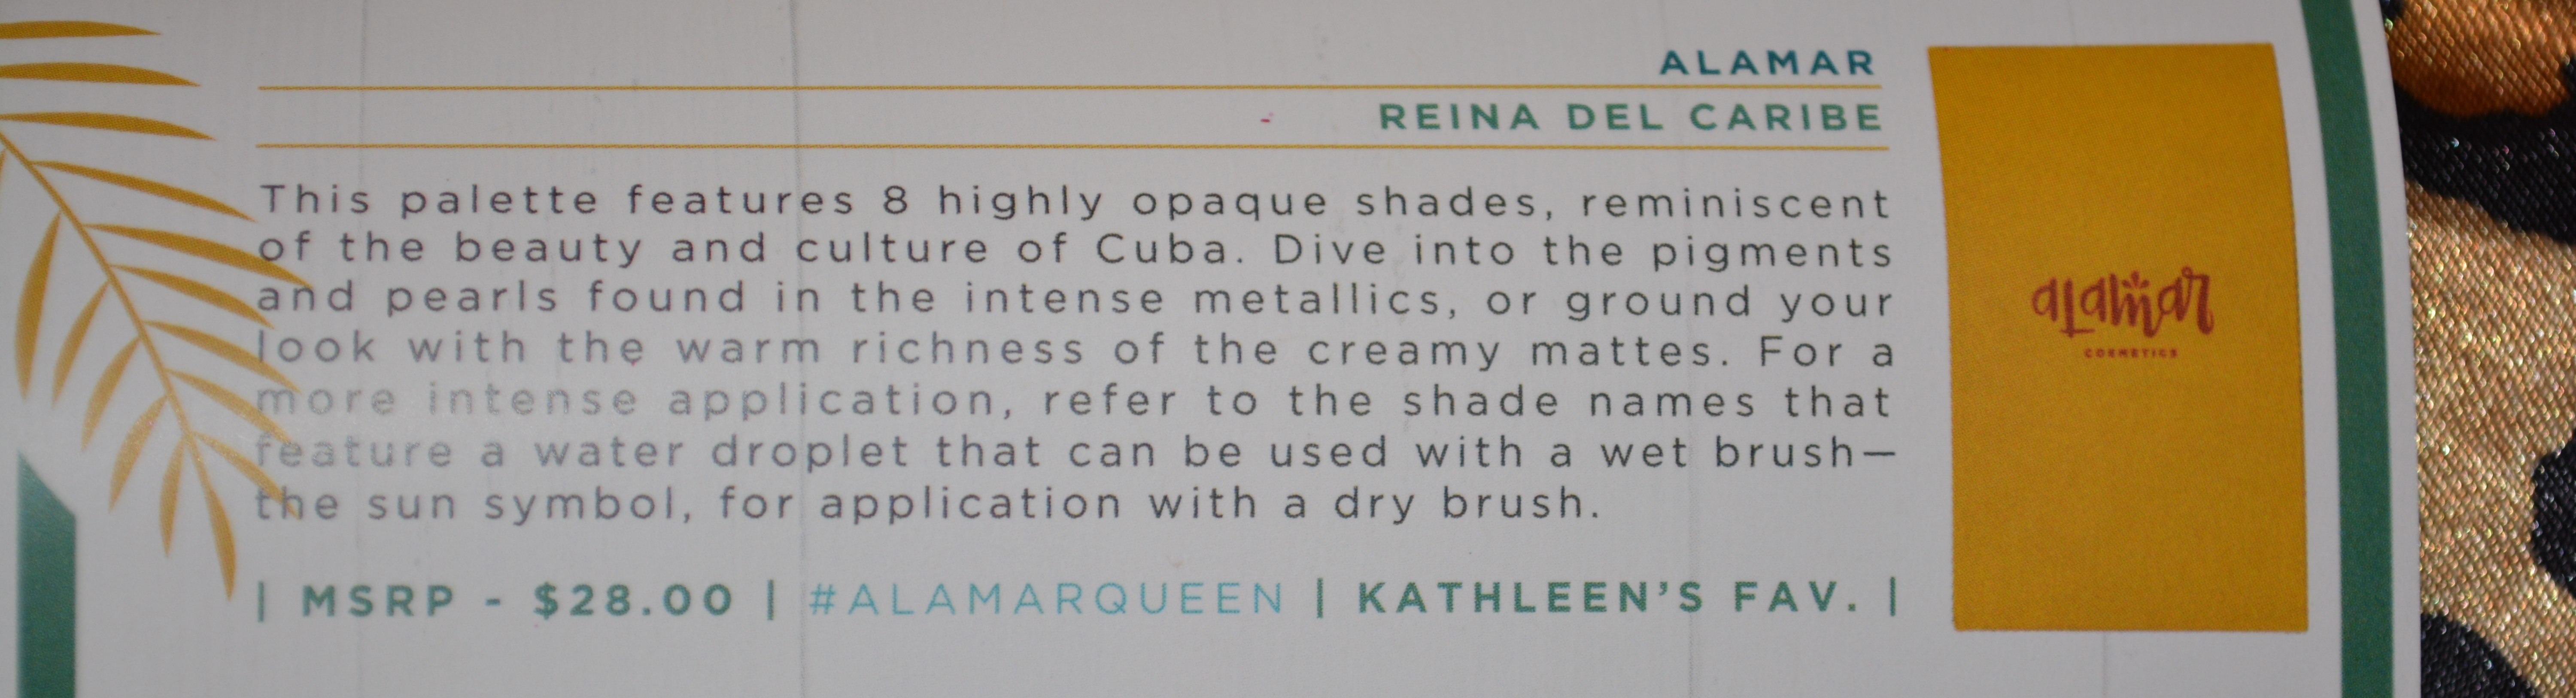 ALAMAR
REINA DEL CARIBE
This palette features 8 highly opaque shades, reminiscent
of the beauty and culture of Cuba. Dive into the pigments
and pearls found in the intense metallics, or ground your
look with the warm richness of the creamy mattes. For a
more intense application, refer to the shade names that
feature a water droplet that can be used with a wet brush—
the sun symbol, for application with a dry brush.
| MSRP - $28.00 | #ALAMARQUEEN | KATHLEEN'S FAV. |
alamar
COSMETICS